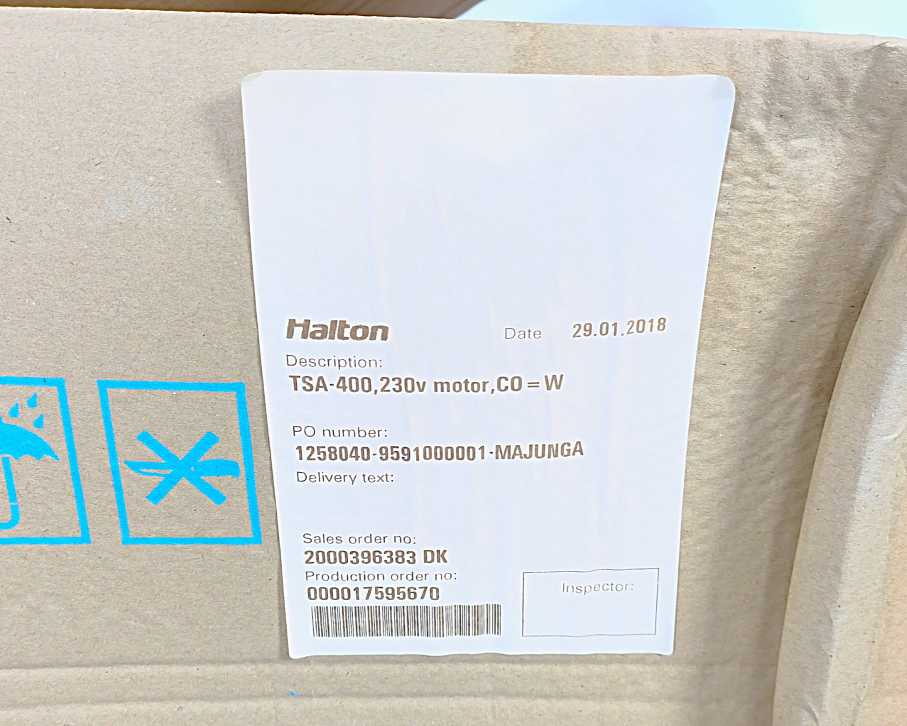 Halton
Date 29.01.2018
Description:
TSA-400,230v motor,CO=W
PO number:
1258040-9591000001-MAJUNGA
Delivery text:
Sales order no:
2000396383 DK
Production order no:
000017595670
Inspector: